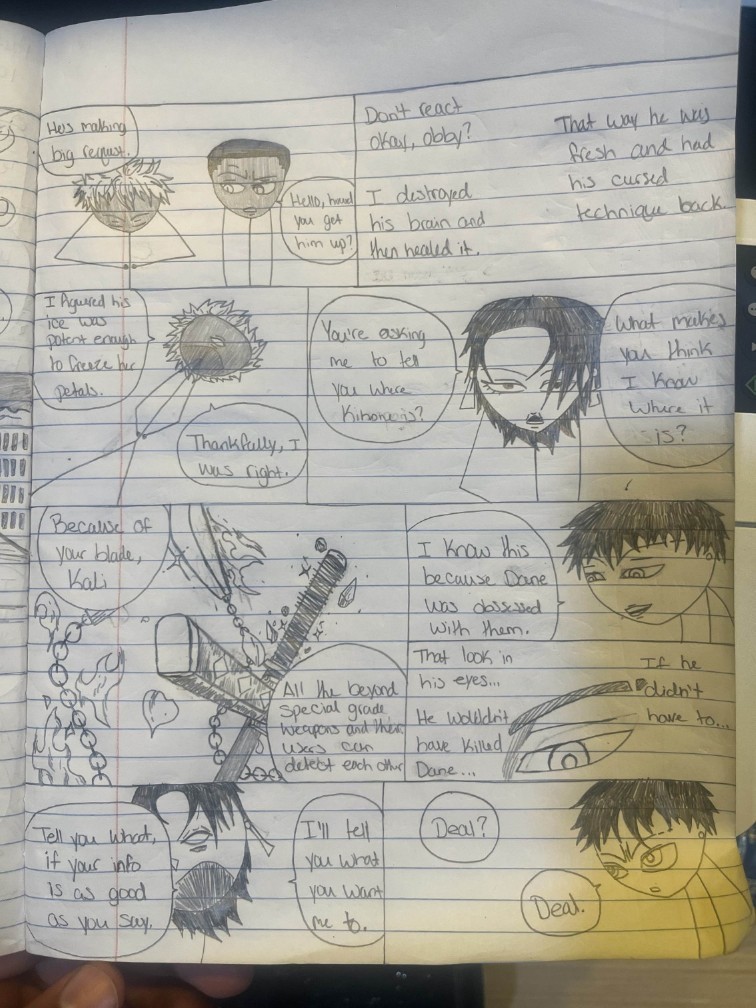 He's making
big request.
Hello, how'd
you get
him up?
Don't react
okay, obby?
I destroyed
his brain and
then healed it.
That way he was
fresh and had
his cursed
technique back
I figured his
ice was
potent enough
to freeze her
petals.
Thankfully, I
was right.
You're asking
me to tell
you where
is?
What makes
you think
I know
where it
is?
Because of
your blade,
Kali
All the beyond
special grade
weapons and their
users can
detect each other
I know this
because Dane
was obsessed
with them.
That look in
his eyes...
He wouldn't
have killed
Dane...
If he
didn't
have to...
Tell you what,
if your info
is as good
as you say.
I'll tell
you what
you want
me to.
Deal?
Deal.